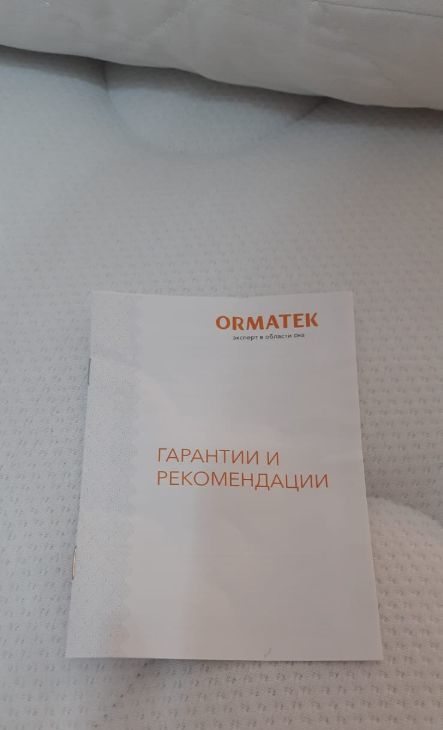 ORMATEK
эксперт в области сна
ГАРАНТИИ И
РЕКОМЕНДАЦИИ